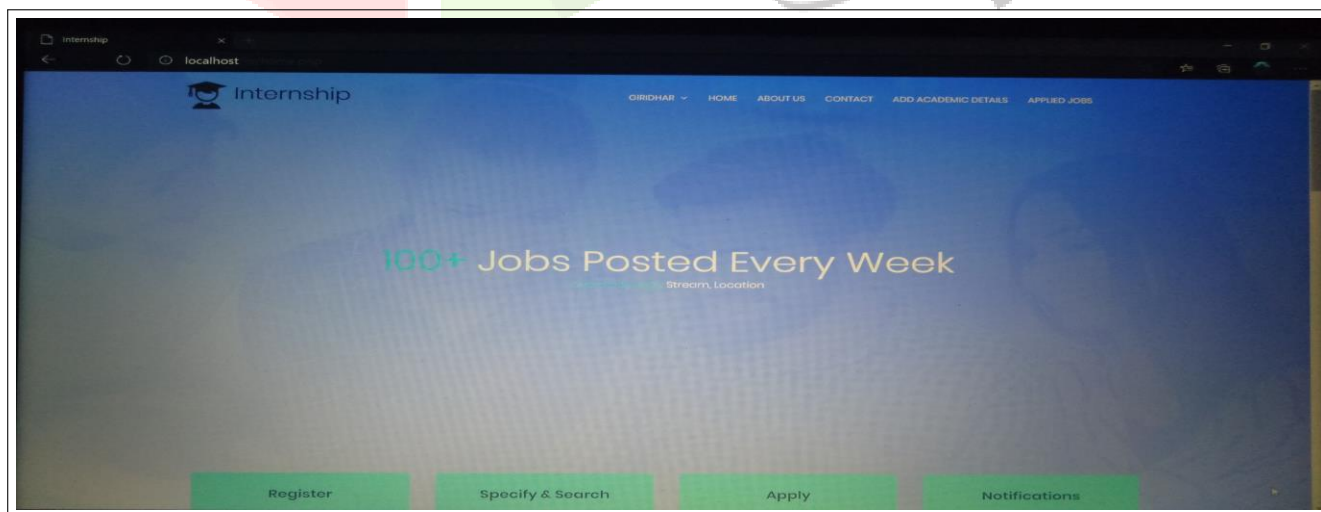 Internship
localhost
Internship
GIRIDHAR HOME ABOUT US CONTACT ADD ACADEMIC DETAILS APPLIED JOBS
100+ Jobs Posted Every Week
Stream, Location
Register Specify & Search Apply Notifications